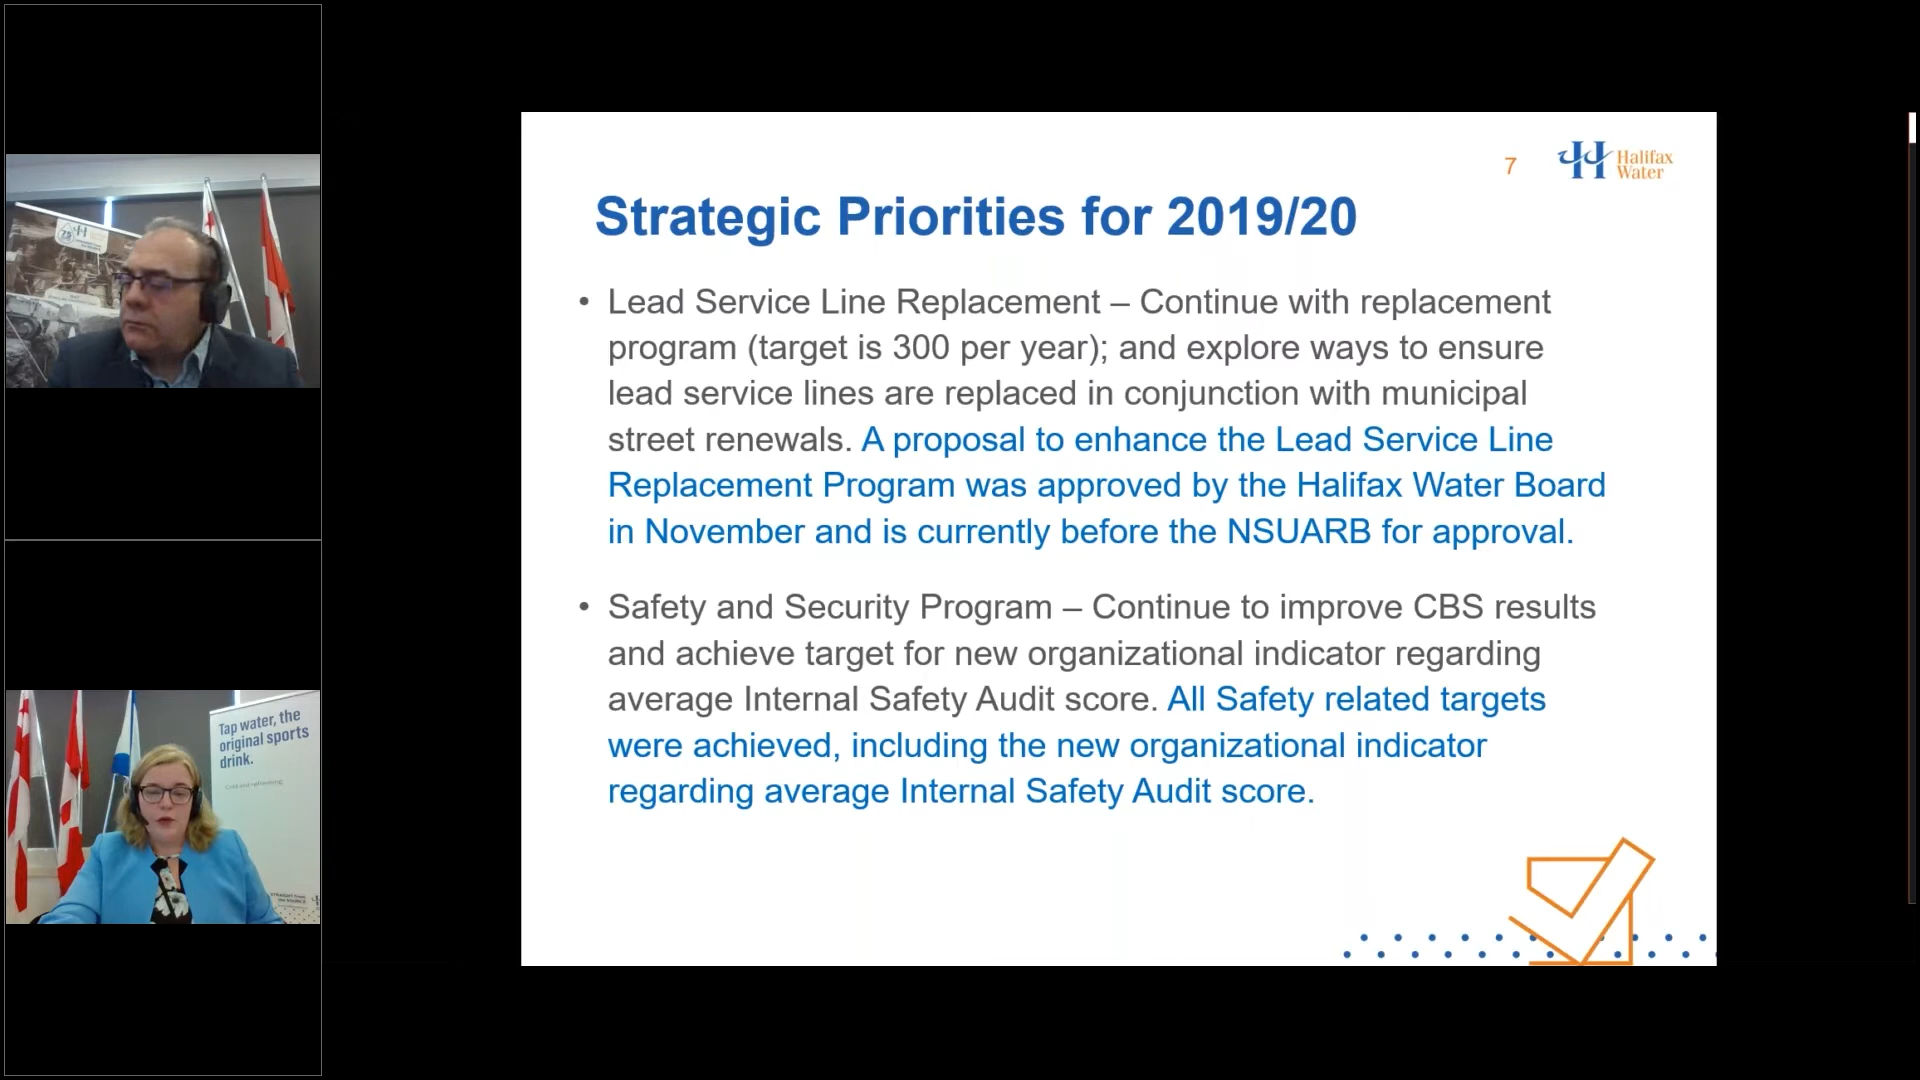 7
Halifax
Water
Strategic Priorities for 2019/20
• Lead Service Line Replacement – Continue with replacement
program (target is 300 per year); and explore ways to ensure
lead service lines are replaced in conjunction with municipal
street renewals. A proposal to enhance the Lead Service Line
Replacement Program was approved by the Halifax Water Board
in November and is currently before the NSUARB for approval.
• Safety and Security Program – Continue to improve CBS results
and achieve target for new organizational indicator regarding
average Internal Safety Audit score. All Safety related targets
were achieved, including the new organizational indicator
regarding average Internal Safety Audit score.
75
Tap water, the
original sports
drink.